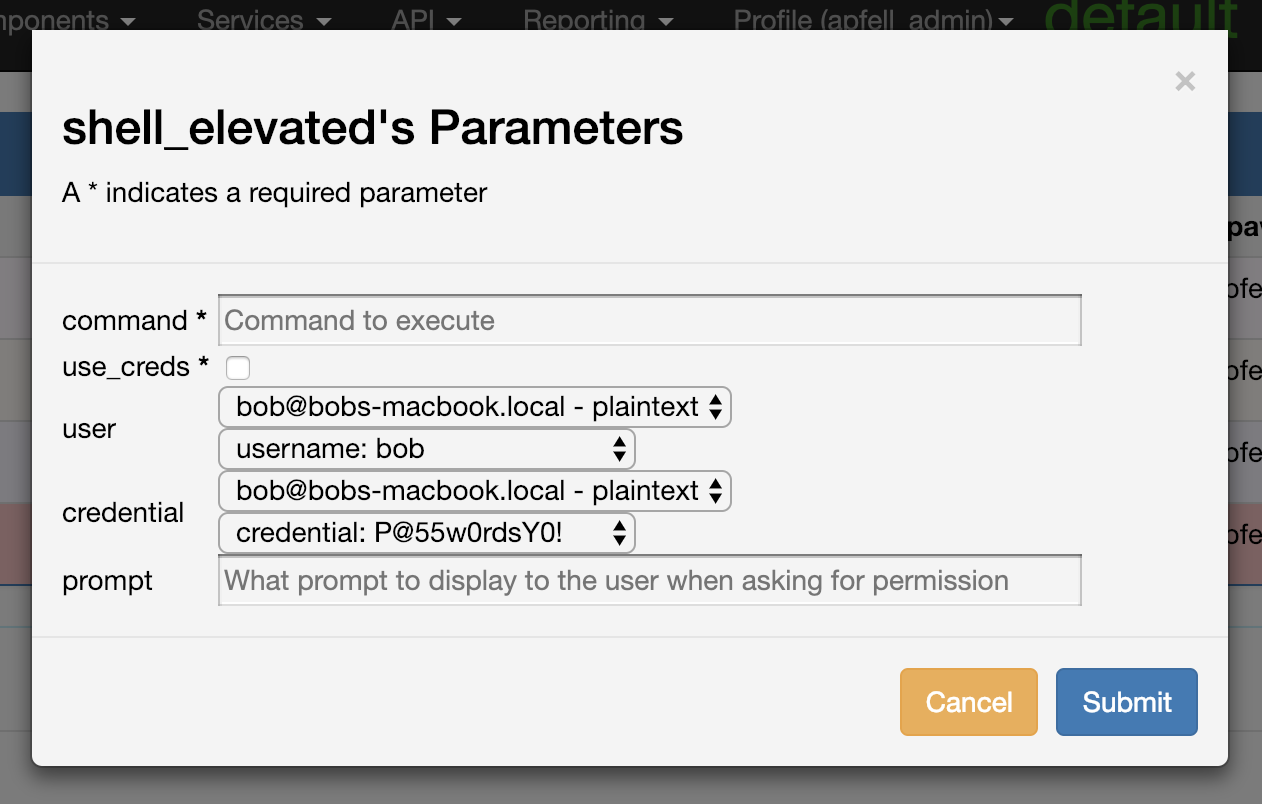 Services API Reporting Profile (apfell_admin) default
×
shell_elevated's Parameters
A * indicates a required parameter
command * Command to execute
use_creds *
user
bob@bobs-macbook.local - plaintext
username: bob
credential
bob@bobs-macbook.local - plaintext
credential: P@55w0rdsY0!
prompt What prompt to display to the user when asking for permission
Cancel Submit